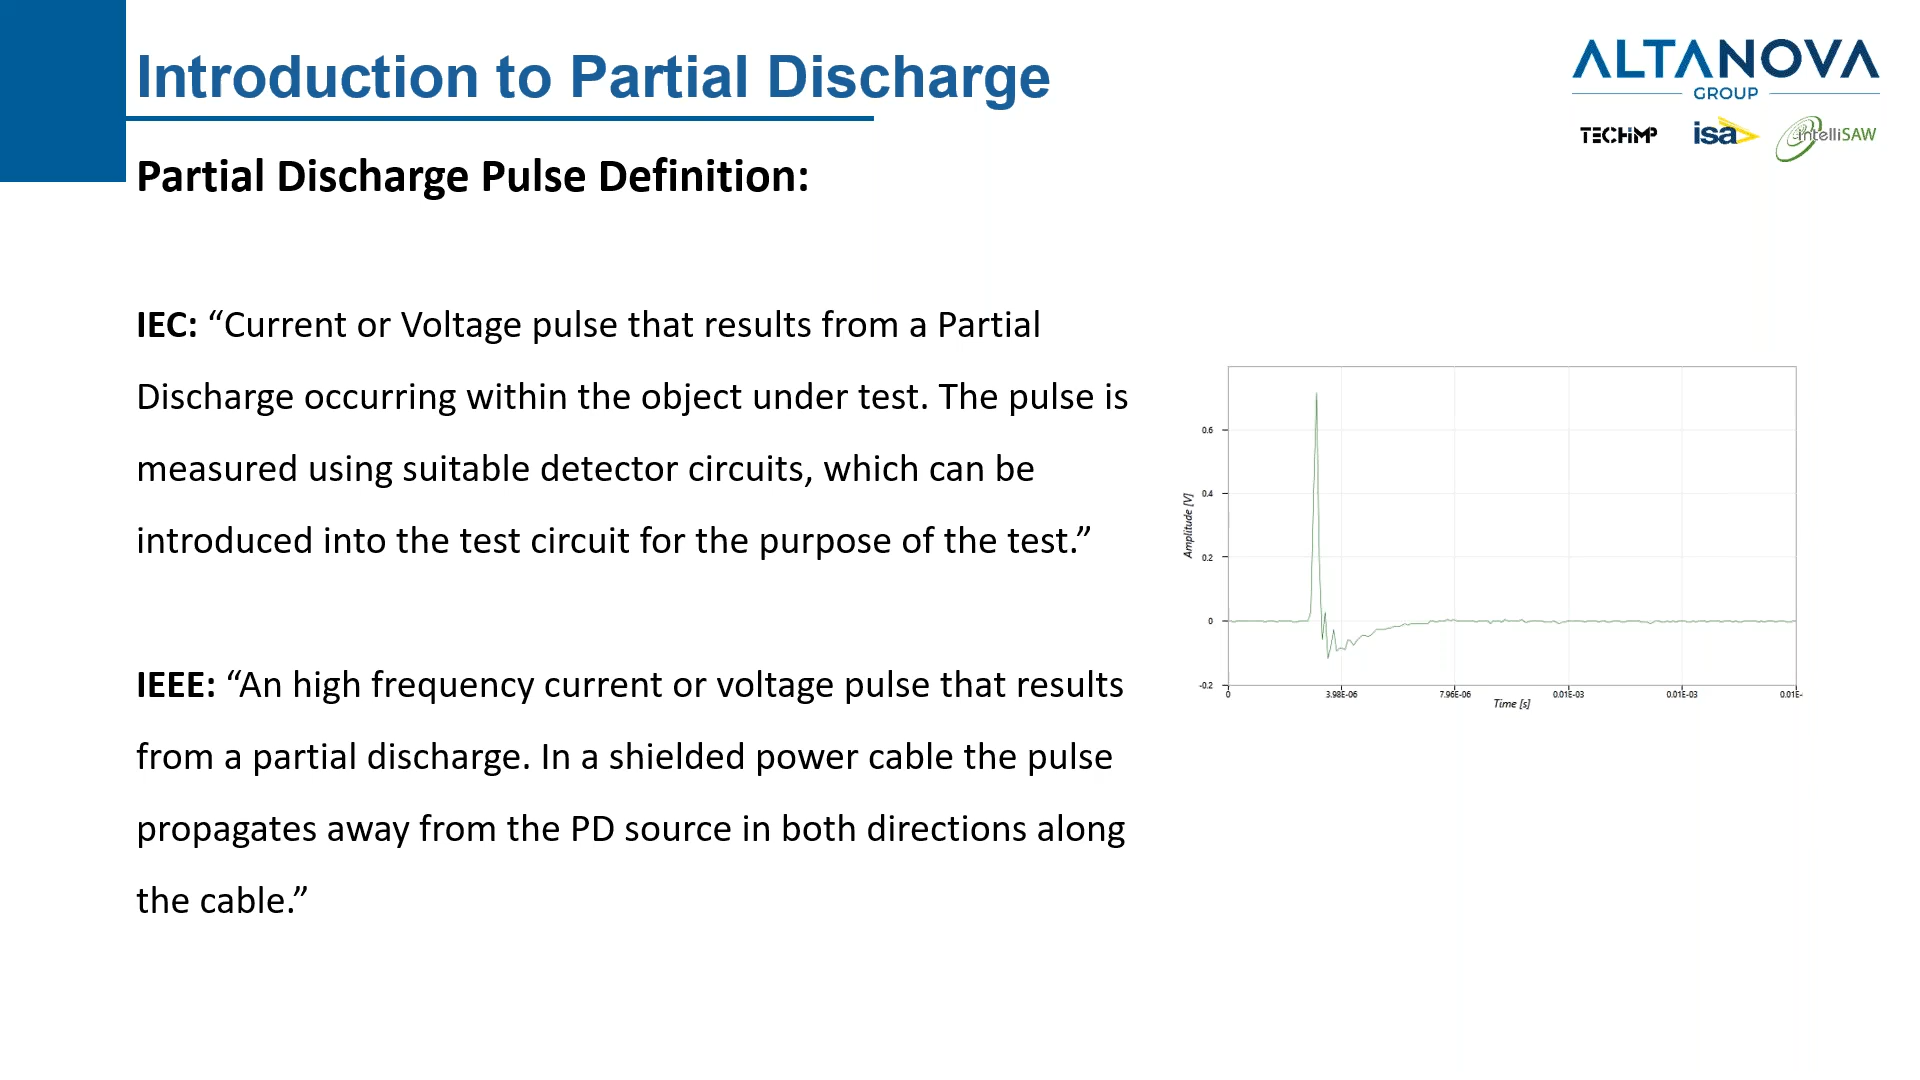 Introduction to Partial Discharge
ALTANOVA
GROUP
TECHIMP
isa
intelliSAW
Partial Discharge Pulse Definition:
IEC: “Current or Voltage pulse that results from a Partial
Discharge occurring within the object under test. The pulse is
measured using suitable detector circuits, which can be
introduced into the test circuit for the purpose of the test.”
IEEE: “An high frequency current or voltage pulse that results
from a partial discharge. In a shielded power cable the pulse
propagates away from the PD source in both directions along
the cable.”
Amplitude [V]
0.6
0.4
0.2
0
-0.2
0 3.98E-06 7.96E-06 0.01E-03 0.01E-03 0.01E-
Time [s]